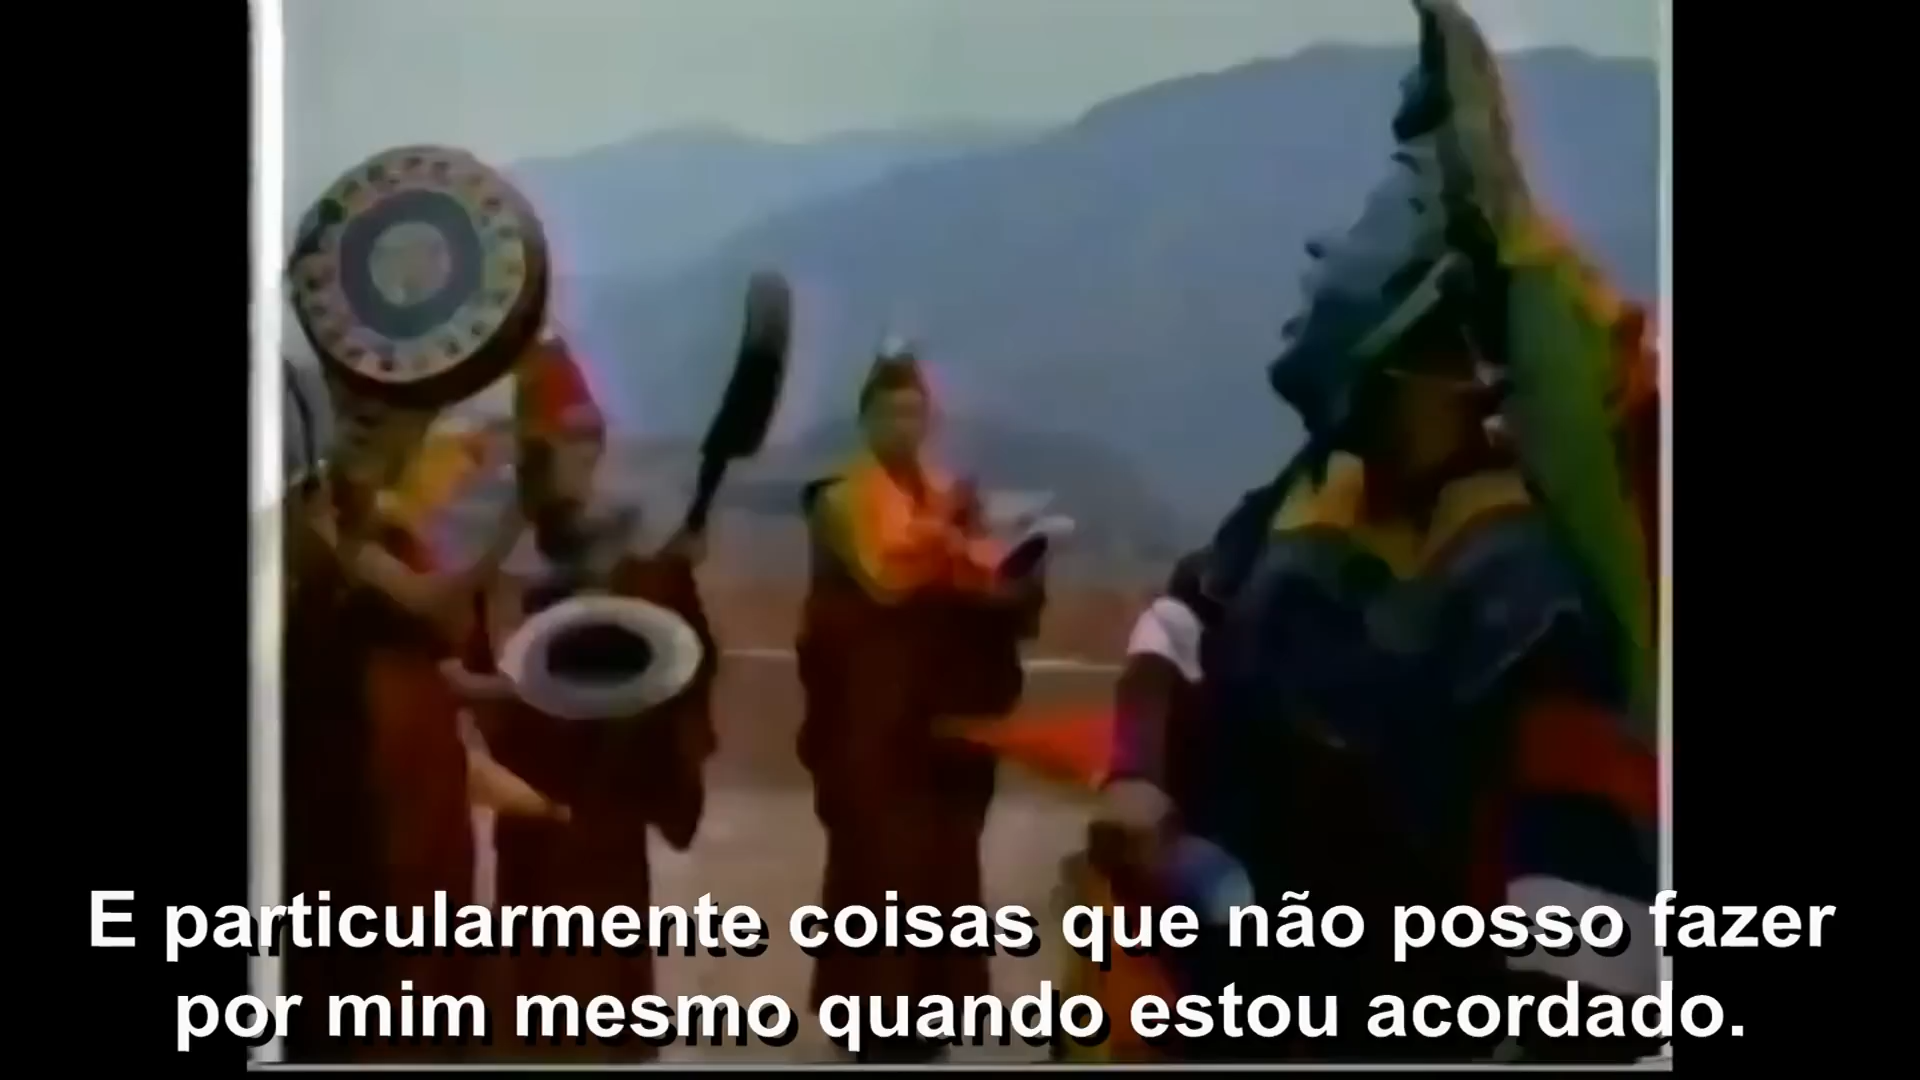 E particularmente coisas que não posso fazer
por mim mesmo quando estou acordado.